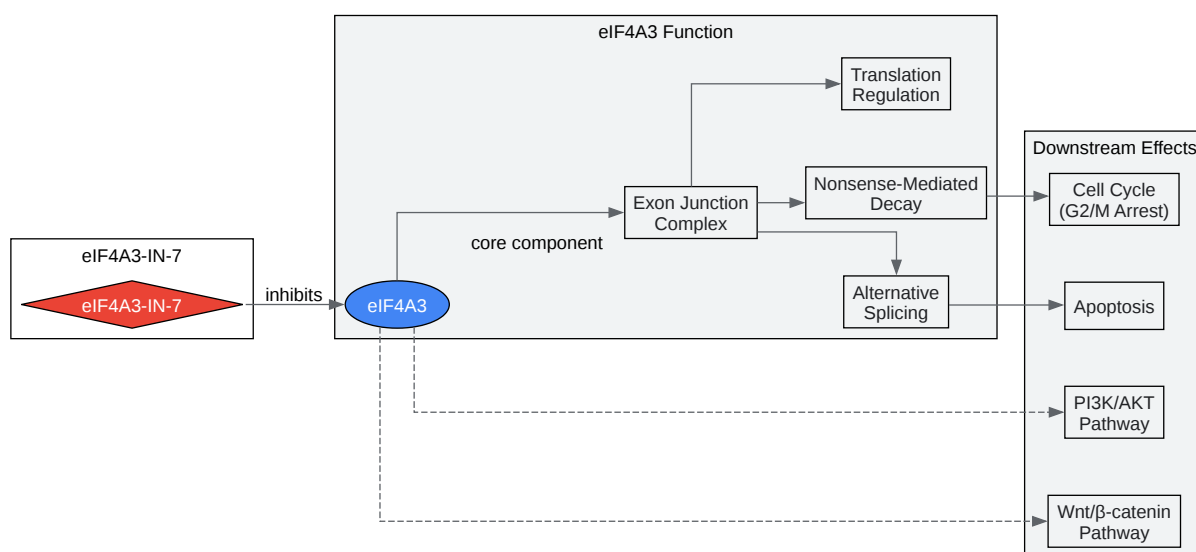 eIF4A3 Function
Translation
Regulation
Downstream Effects
Nonsense-Mediated
Decay
Cell Cycle
(G2/M Arrest)
Exon Junction
Complex
core component
eIF4A3-IN-7
eIF4A3-IN-7
inhibits
eIF4A3
Alternative
Splicing
Apoptosis
PI3K/AKT
Pathway
Wnt/β-catenin
Pathway